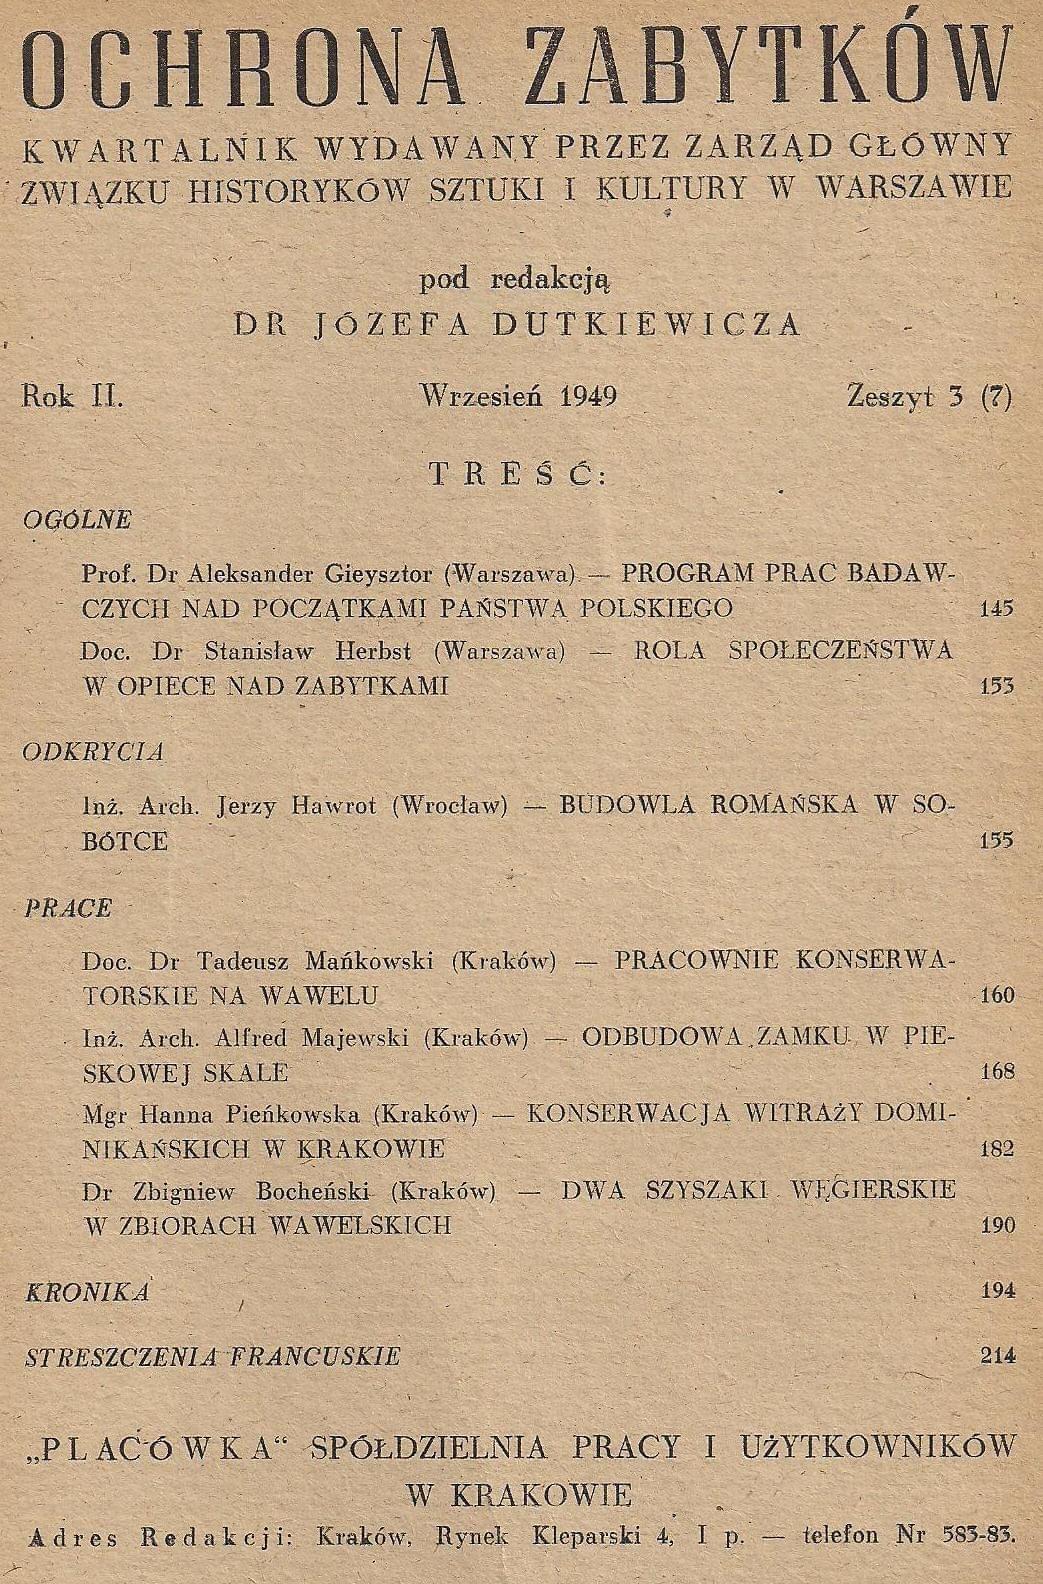 OCHRONA ZABYTKÓW
KWARTALNIK WYDAWANY PRZEZ ZARZĄD GŁÓWNY
ZWIĄZKU HISTORYKÓW SZTUKI I KULTURY W WARSZAWIE
pod redakcją
DR JÓZEFA DUTKIEWICZA
Rok II. Wrzesień 1949 Zeszyt 3 (7)
TREŚĆ:
OGÓLNE
Prof. Dr Aleksander Gieysztor (Warszawa) — PROGRAM PRAC BADAW-
CZYCH NAD POCZĄTKAMI PAŃSTWA POLSKIEGO 145
Doc. Dr Stanisław Herbst (Warszawa) — ROLA SPOŁECZEŃSTWA
W OPIECE NAD ZABYTKAMI 153
ODKRYCIA
Inż. Arch. Jerzy Hawrot (Wrocław) — BUDOWLA ROMAŃSKA W SO-
BÓTCE 155
PRACE
Doc. Dr Tadeusz Mańkowski (Kraków) — PRACOWNIE KONSERWA-
TORSKIE NA WAWELU 160
Inż. Arch. Alfred Majewski (Kraków) — ODBUDOWA ZAMKU W PIE-
SKOWEJ SKALE 168
Mgr Hanna Pieńkowska (Kraków) — KONSERWACJA WITRAŻY DOMI-
NIKAŃSKICH W KRAKOWIE 182
Dr Zbigniew Bocheński (Kraków) — DWA SZYSZAKI WĘGIERSKIE
W ZBIORACH WAWELSKICH 190
KRONIKA 194
STRESZCZENIA FRANCUSKIE 214
„PLACÓWKA“ SPÓŁDZIELNIA PRACY I UŻYTKOWNIKÓW
W KRAKOWIE
Adres Redakcji: Kraków, Rynek Kleparski 4, I p. — telefon Nr 583-83.